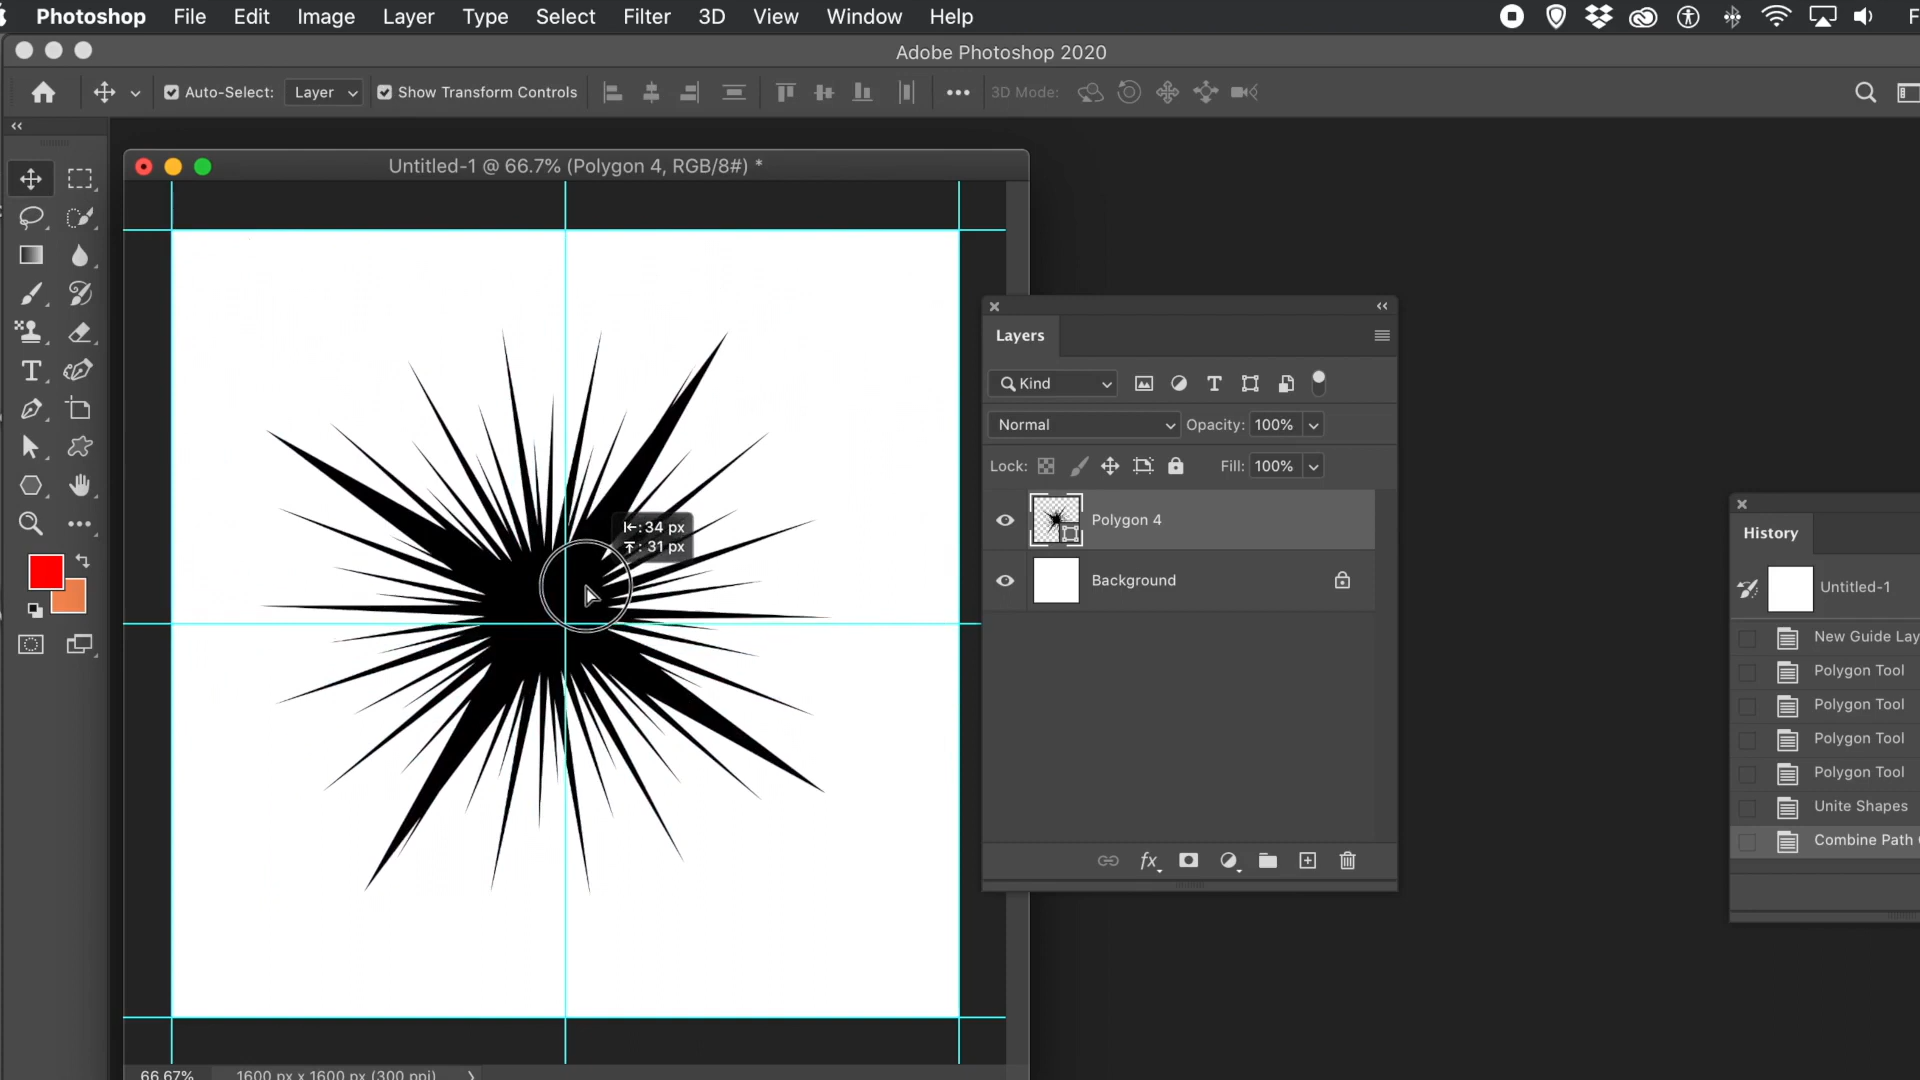 Photoshop File Edit Image Layer Type Select Filter 3D View Window Help
Adobe Photoshop 2020
Auto-Select: Layer Show Transform Controls 3D Mode:
Untitled-1 @ 66.7% (Polygon 4, RGB/8#) *
34 px
31 px
66.67% 1600 px x 1600 px (300 ppi)
Layers
Kind
Normal Opacity: 100%
Lock: Fill: 100%
Polygon 4
Background
fx
History
Untitled-1
New Guide Lay
Polygon Tool
Polygon Tool
Polygon Tool
Polygon Tool
Unite Shapes
Combine Path